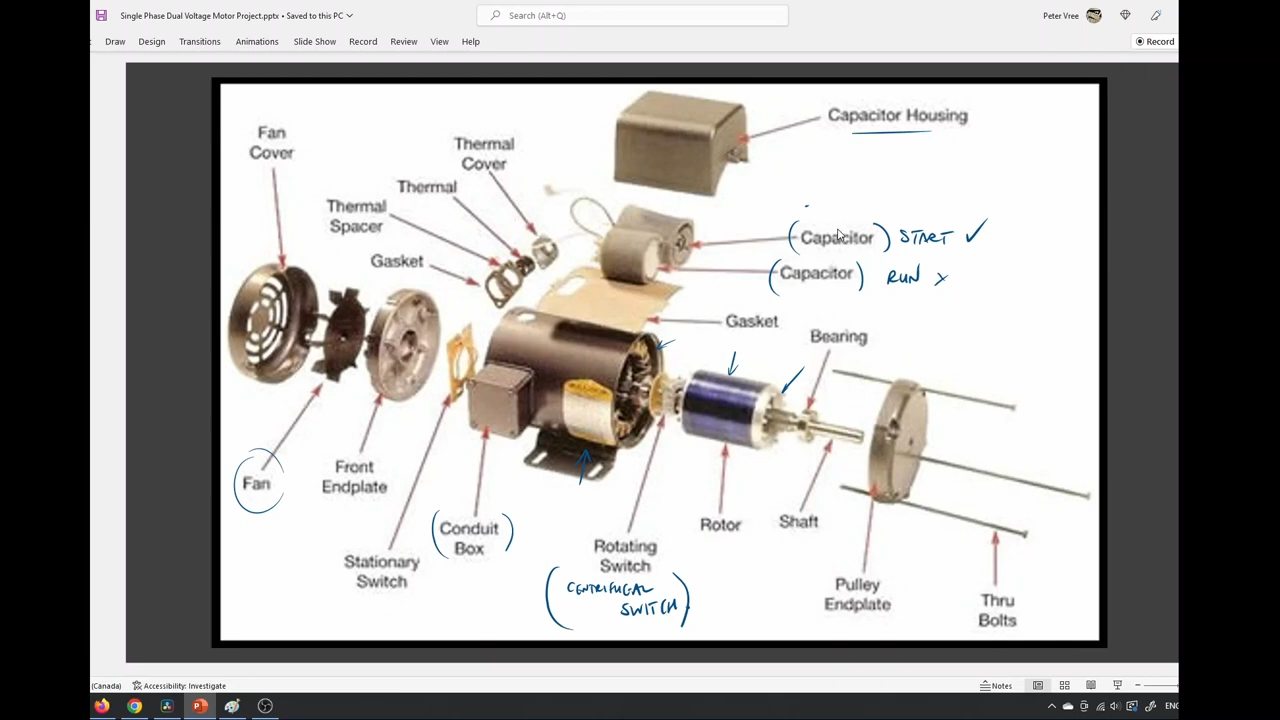 Single Phase Dual Voltage Motor Project.pptx • Saved to this PC
Search (Alt+Q)
Peter Vree
Draw Design Transitions Animations Slide Show Record Review View Help
Record
Capacitor Housing
Fan
Cover
Thermal
Cover
Thermal
Thermal
Spacer
Gasket
(Capacitor) START ✓
(Capacitor) RUN x
Gasket
Bearing
Fan
Front
Endplate
Stationary
Switch
(Conduit
Box)
Rotating
Switch
(CENTRIFUGAL
SWITCH)
Rotor
Shaft
Pulley
Endplate
Thru
Bolts
(Canada) Accessibility: Investigate
Notes
ENG